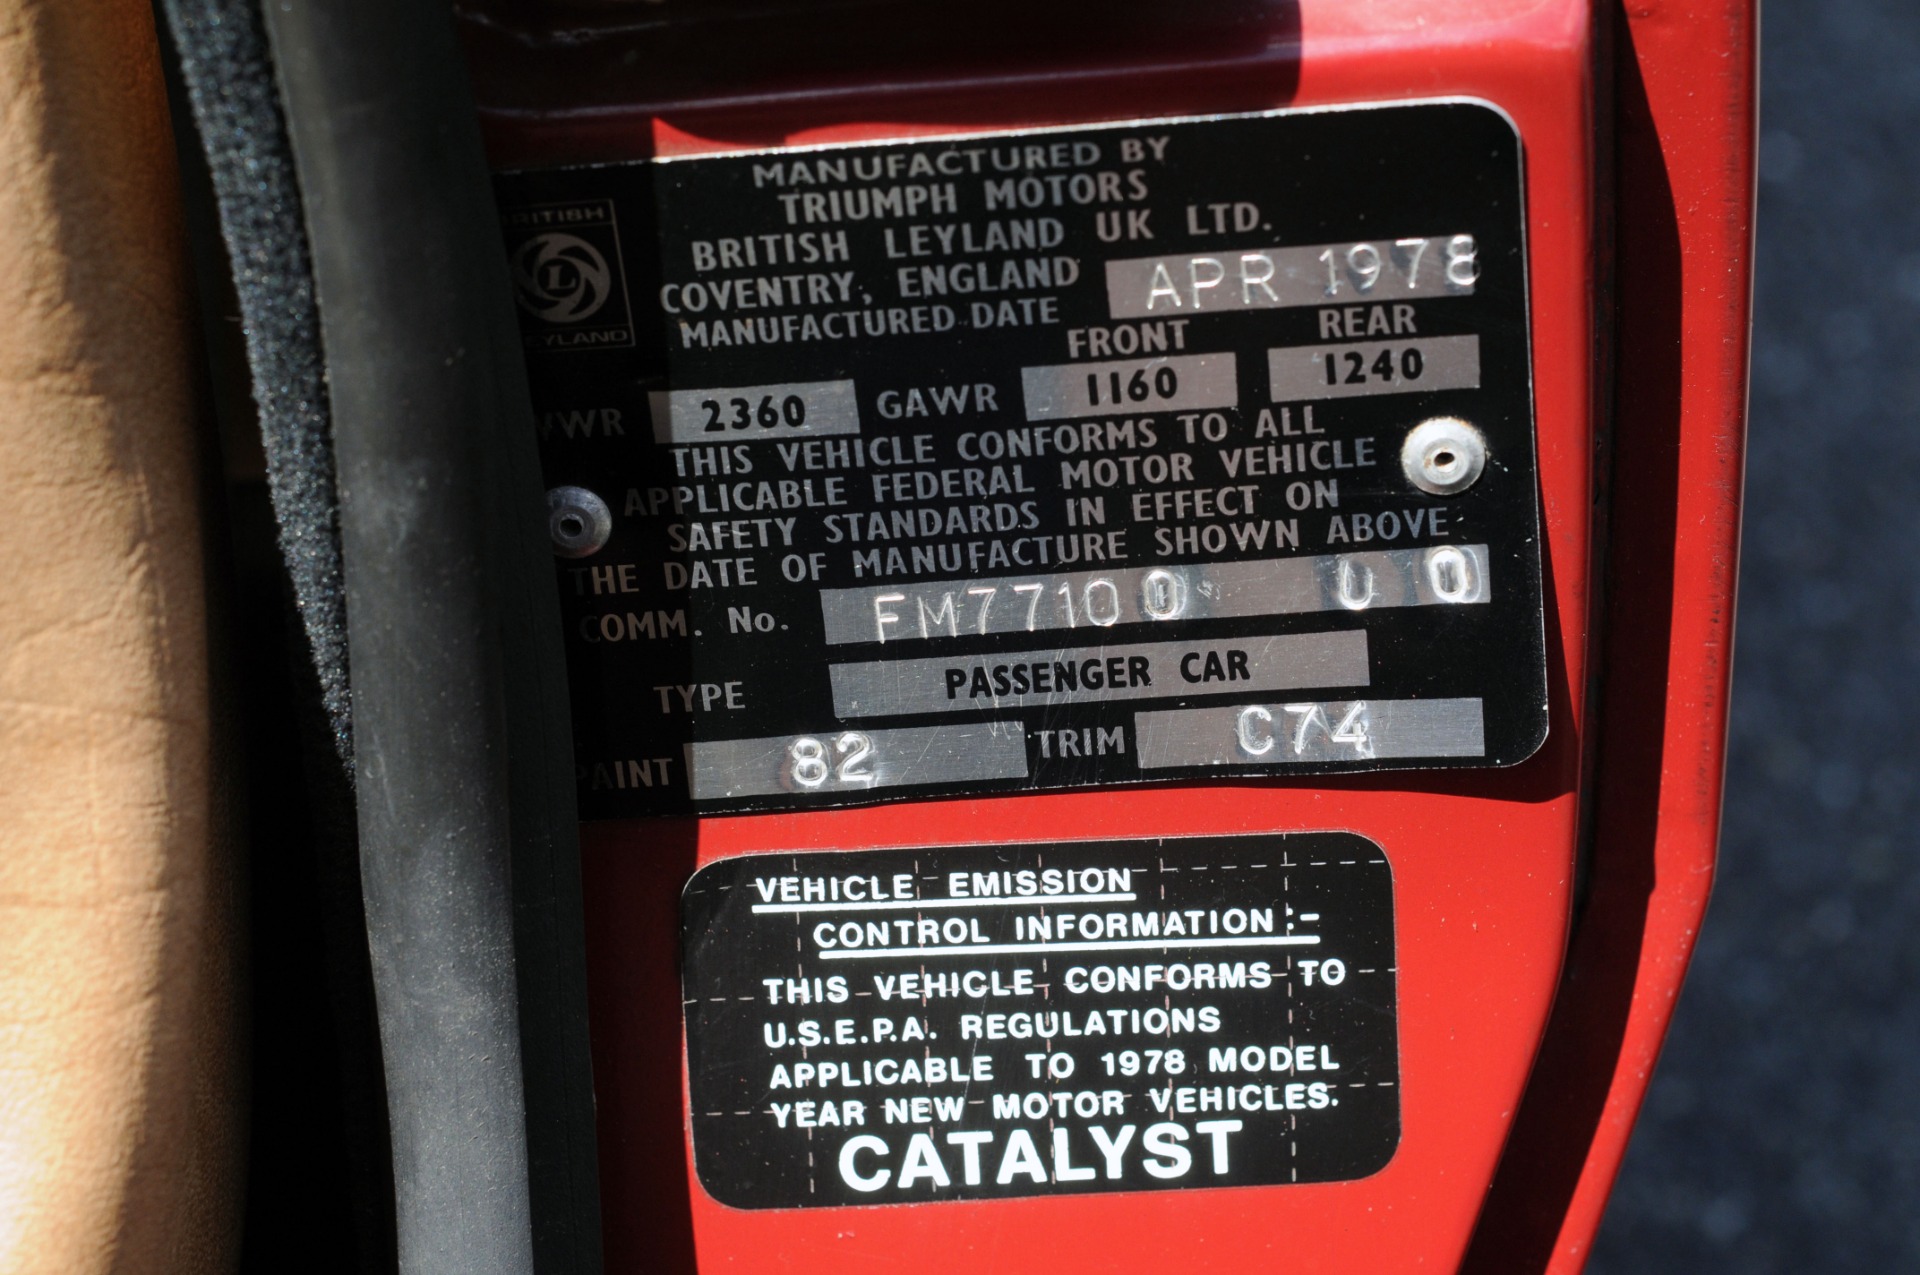 MANUFACTURED BY
TRIUMPH MOTORS
BRITISH LEYLAND UK LTD.
COVENTRY, ENGLAND
MANUFACTURED DATE APR 1978
BRITISH
L
LEYLAND
FRONT REAR
VWR 2360 GAWR 1160 1240
THIS VEHICLE CONFORMS TO ALL
APPLICABLE FEDERAL MOTOR VEHICLE
SAFETY STANDARDS IN EFFECT ON
THE DATE OF MANUFACTURE SHOWN ABOVE
COMM. No. FM77100 U 0
TYPE PASSENGER CAR
PAINT 82 TRIM C74
VEHICLE EMISSION
CONTROL INFORMATION:-
THIS VEHICLE CONFORMS TO
U.S.E.P.A. REGULATIONS
APPLICABLE TO 1978 MODEL
YEAR NEW MOTOR VEHICLES.
CATALYST